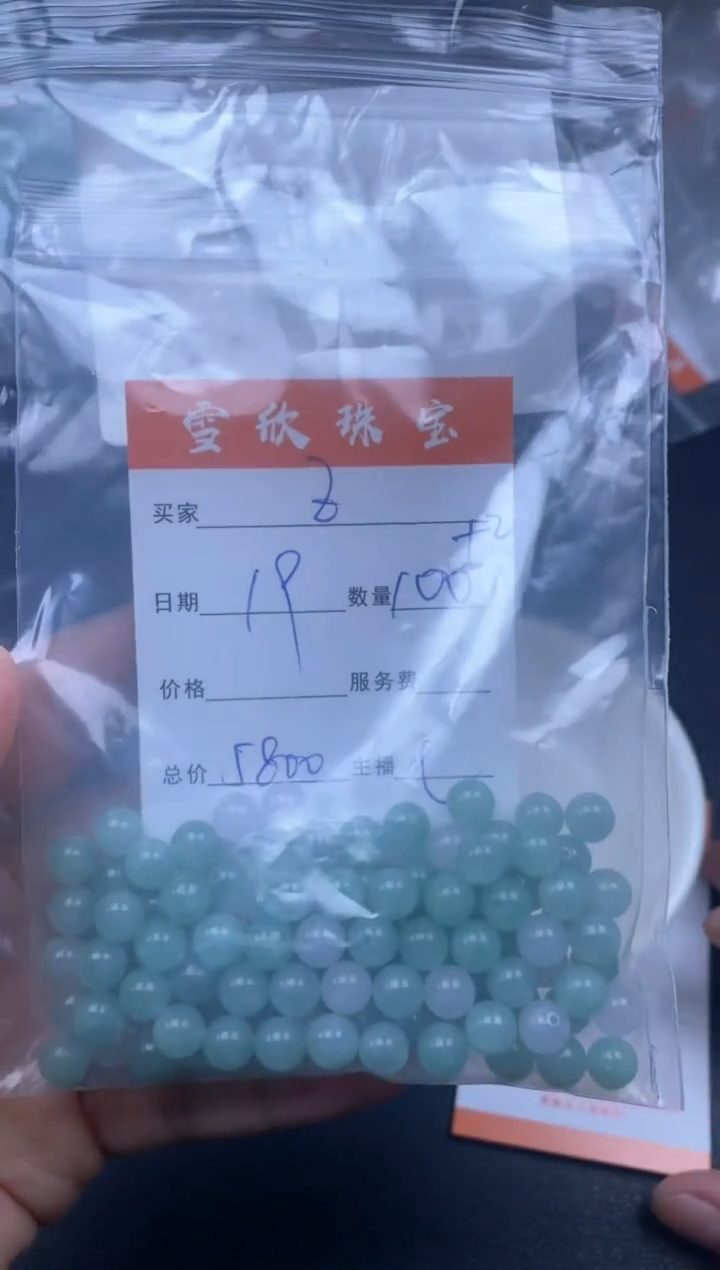 雪欣珠宝
买家
+2
日期 19 数量 100
价格 服务费
总价 5800 主播